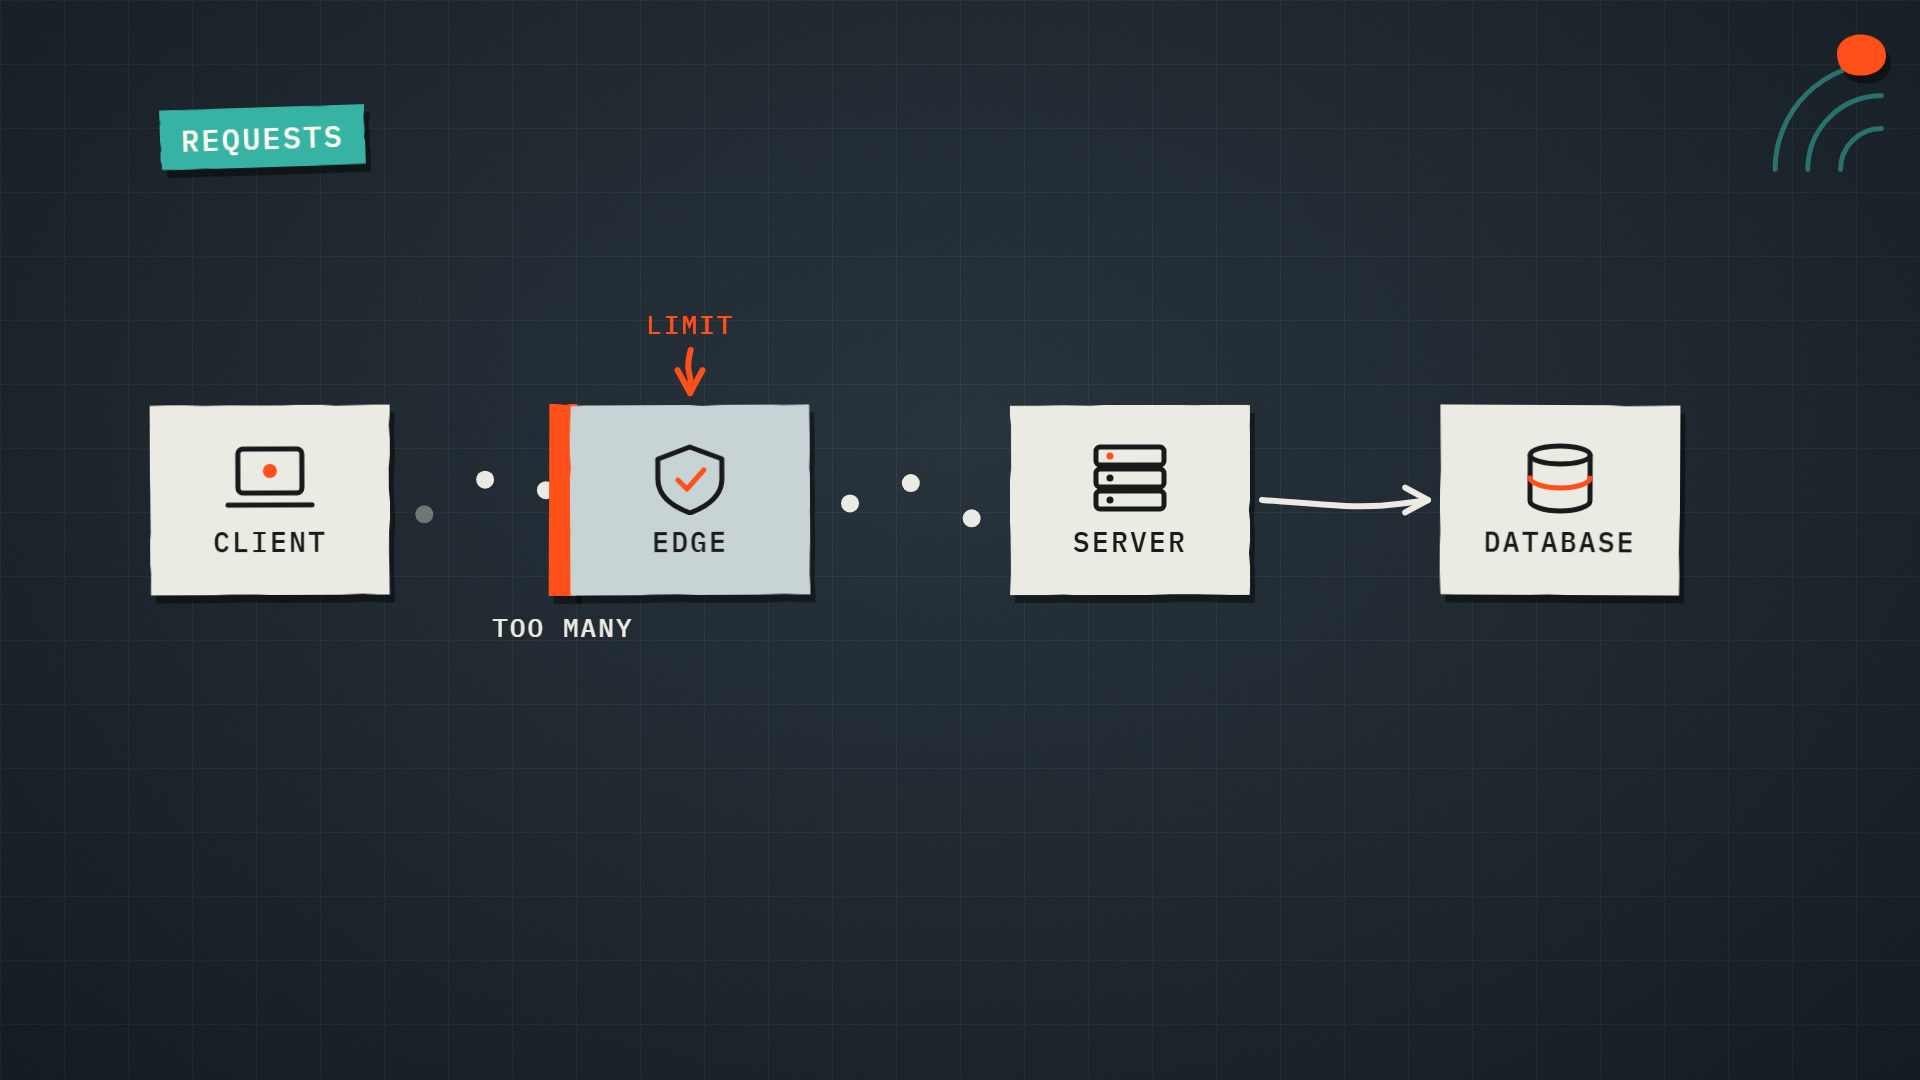 REQUESTS
LIMIT
CLIENT
EDGE
SERVER
DATABASE
TOO MANY